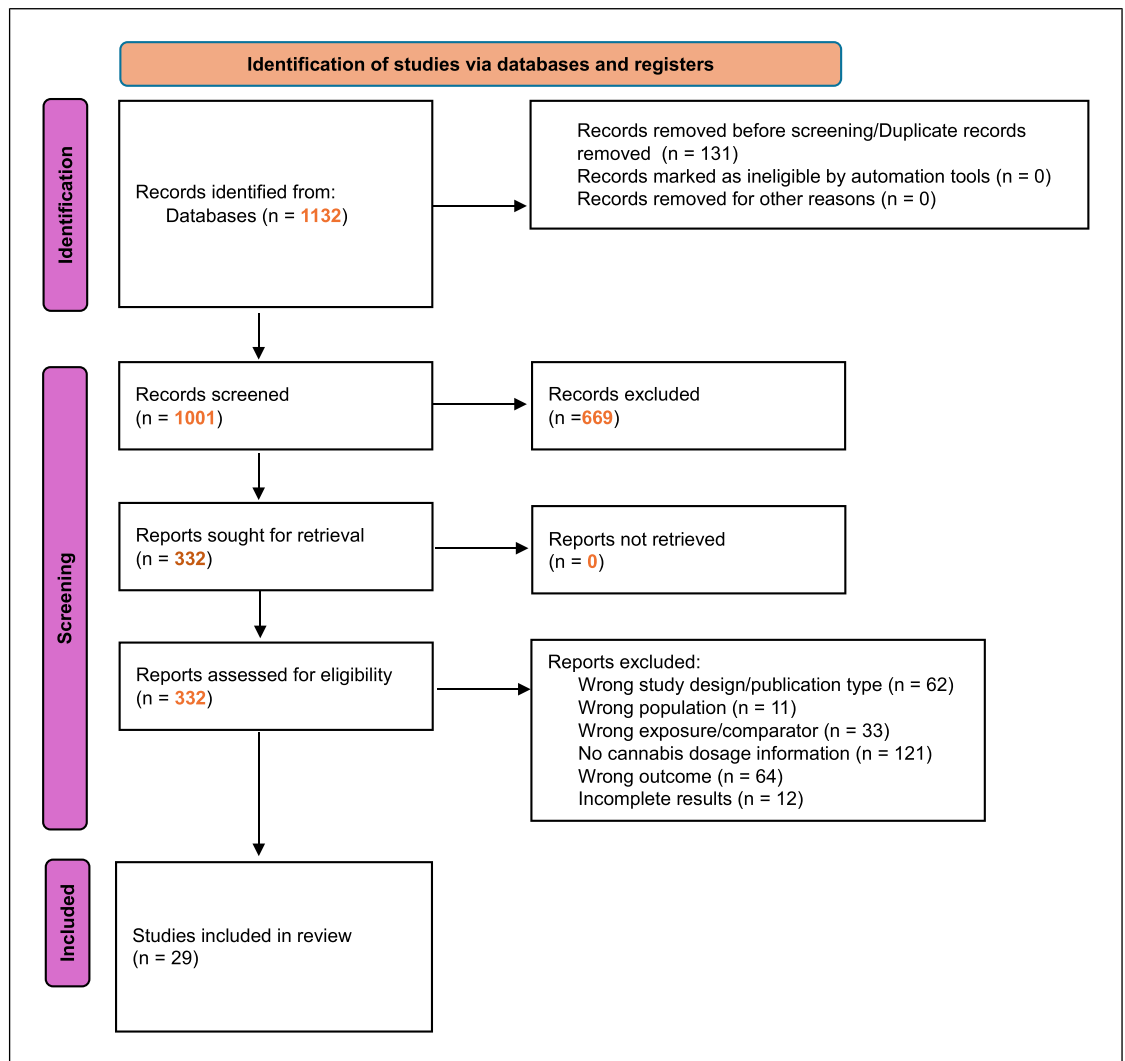 Identification of studies via databases and registers
Identification
Records identified from:
Databases (n = 1132)
Records removed before screening/Duplicate records
removed  (n = 131)
Records marked as ineligible by automation tools (n = 0)
Records removed for other reasons (n = 0)
Screening
Records screened
(n = 1001)
Records excluded
(n =669)
Reports sought for retrieval
(n = 332)
Reports not retrieved
(n = 0)
Reports assessed for eligibility
(n = 332)
Reports excluded:
Wrong study design/publication type (n = 62)
Wrong population (n = 11)
Wrong exposure/comparator (n = 33)
No cannabis dosage information (n = 121)
Wrong outcome (n = 64)
Incomplete results (n = 12)
Included
Studies included in review
(n = 29)